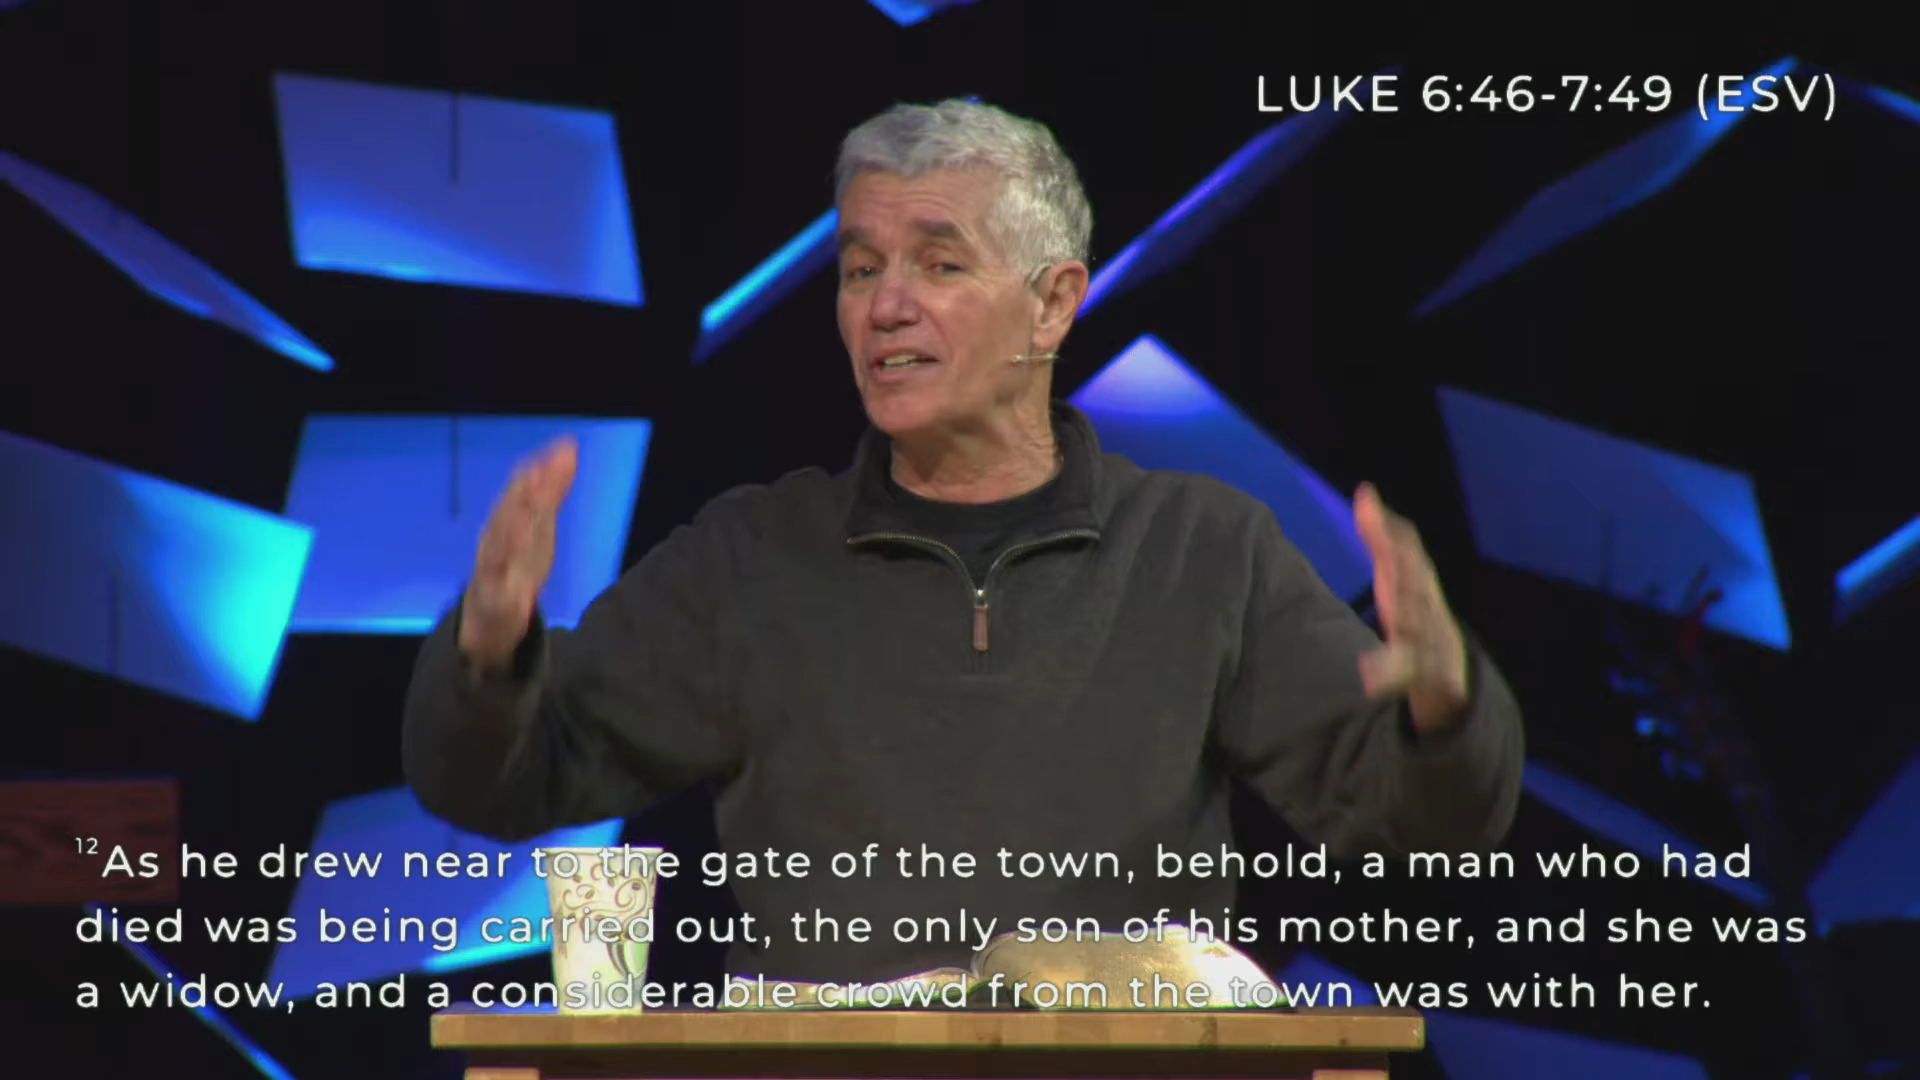 LUKE 6:46-7:49 (ESV)
12As he drew near to the gate of the town, behold, a man who had
died was being carried out, the only son of his mother, and she was
a widow, and a considerable crowd from the town was with her.